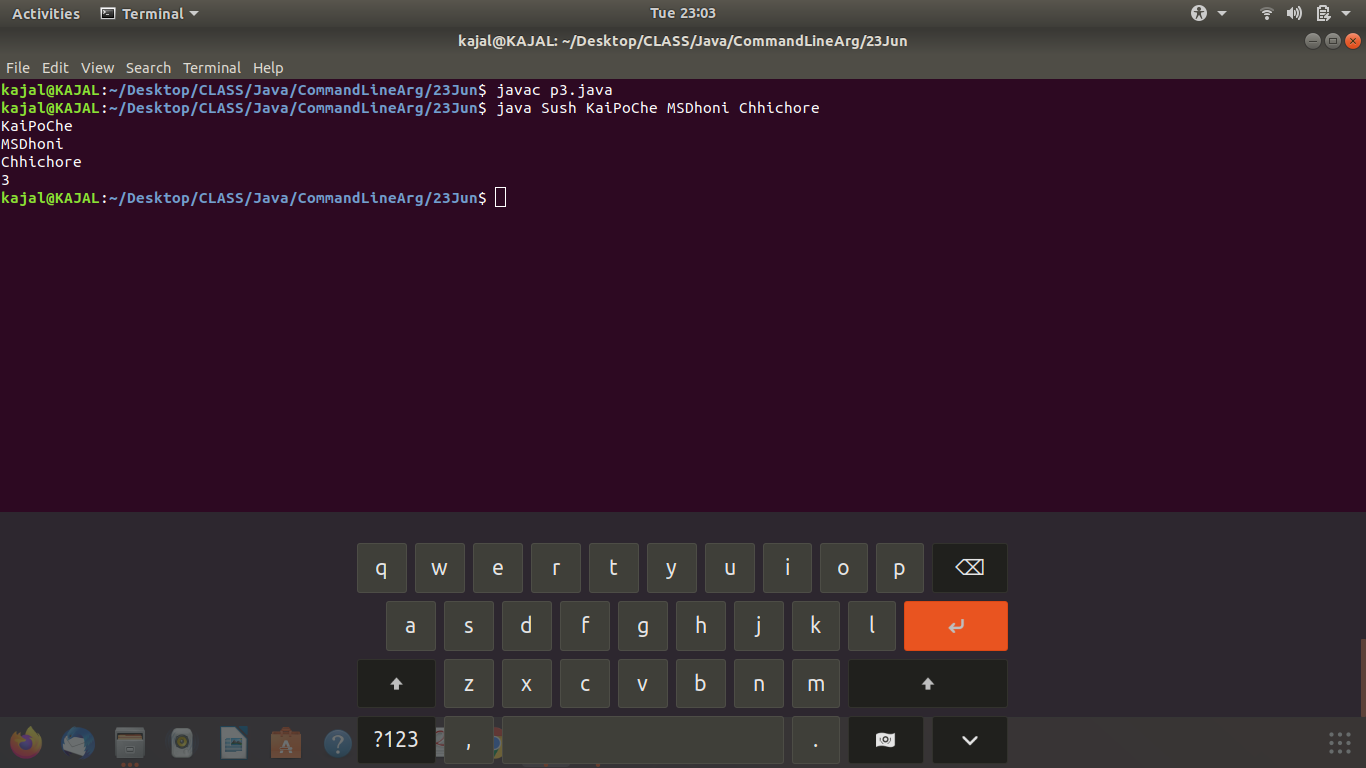 Activities Terminal Tue 23:03
kajal@KAJAL: ~/Desktop/CLASS/Java/CommandLineArg/23Jun
File Edit View Search Terminal Help
kajal@KAJAL:~/Desktop/CLASS/Java/CommandLineArg/23Jun$ javac p3.java
kajal@KAJAL:~/Desktop/CLASS/Java/CommandLineArg/23Jun$ java Sush KaiPoChe MSDhoni Chhichore
KaiPoChe
MSDhoni
Chhichore
3
kajal@KAJAL:~/Desktop/CLASS/Java/CommandLineArg/23Jun$
q w e r t y u i o p
a s d f g h j k l
z x c v b n m
?123 , .